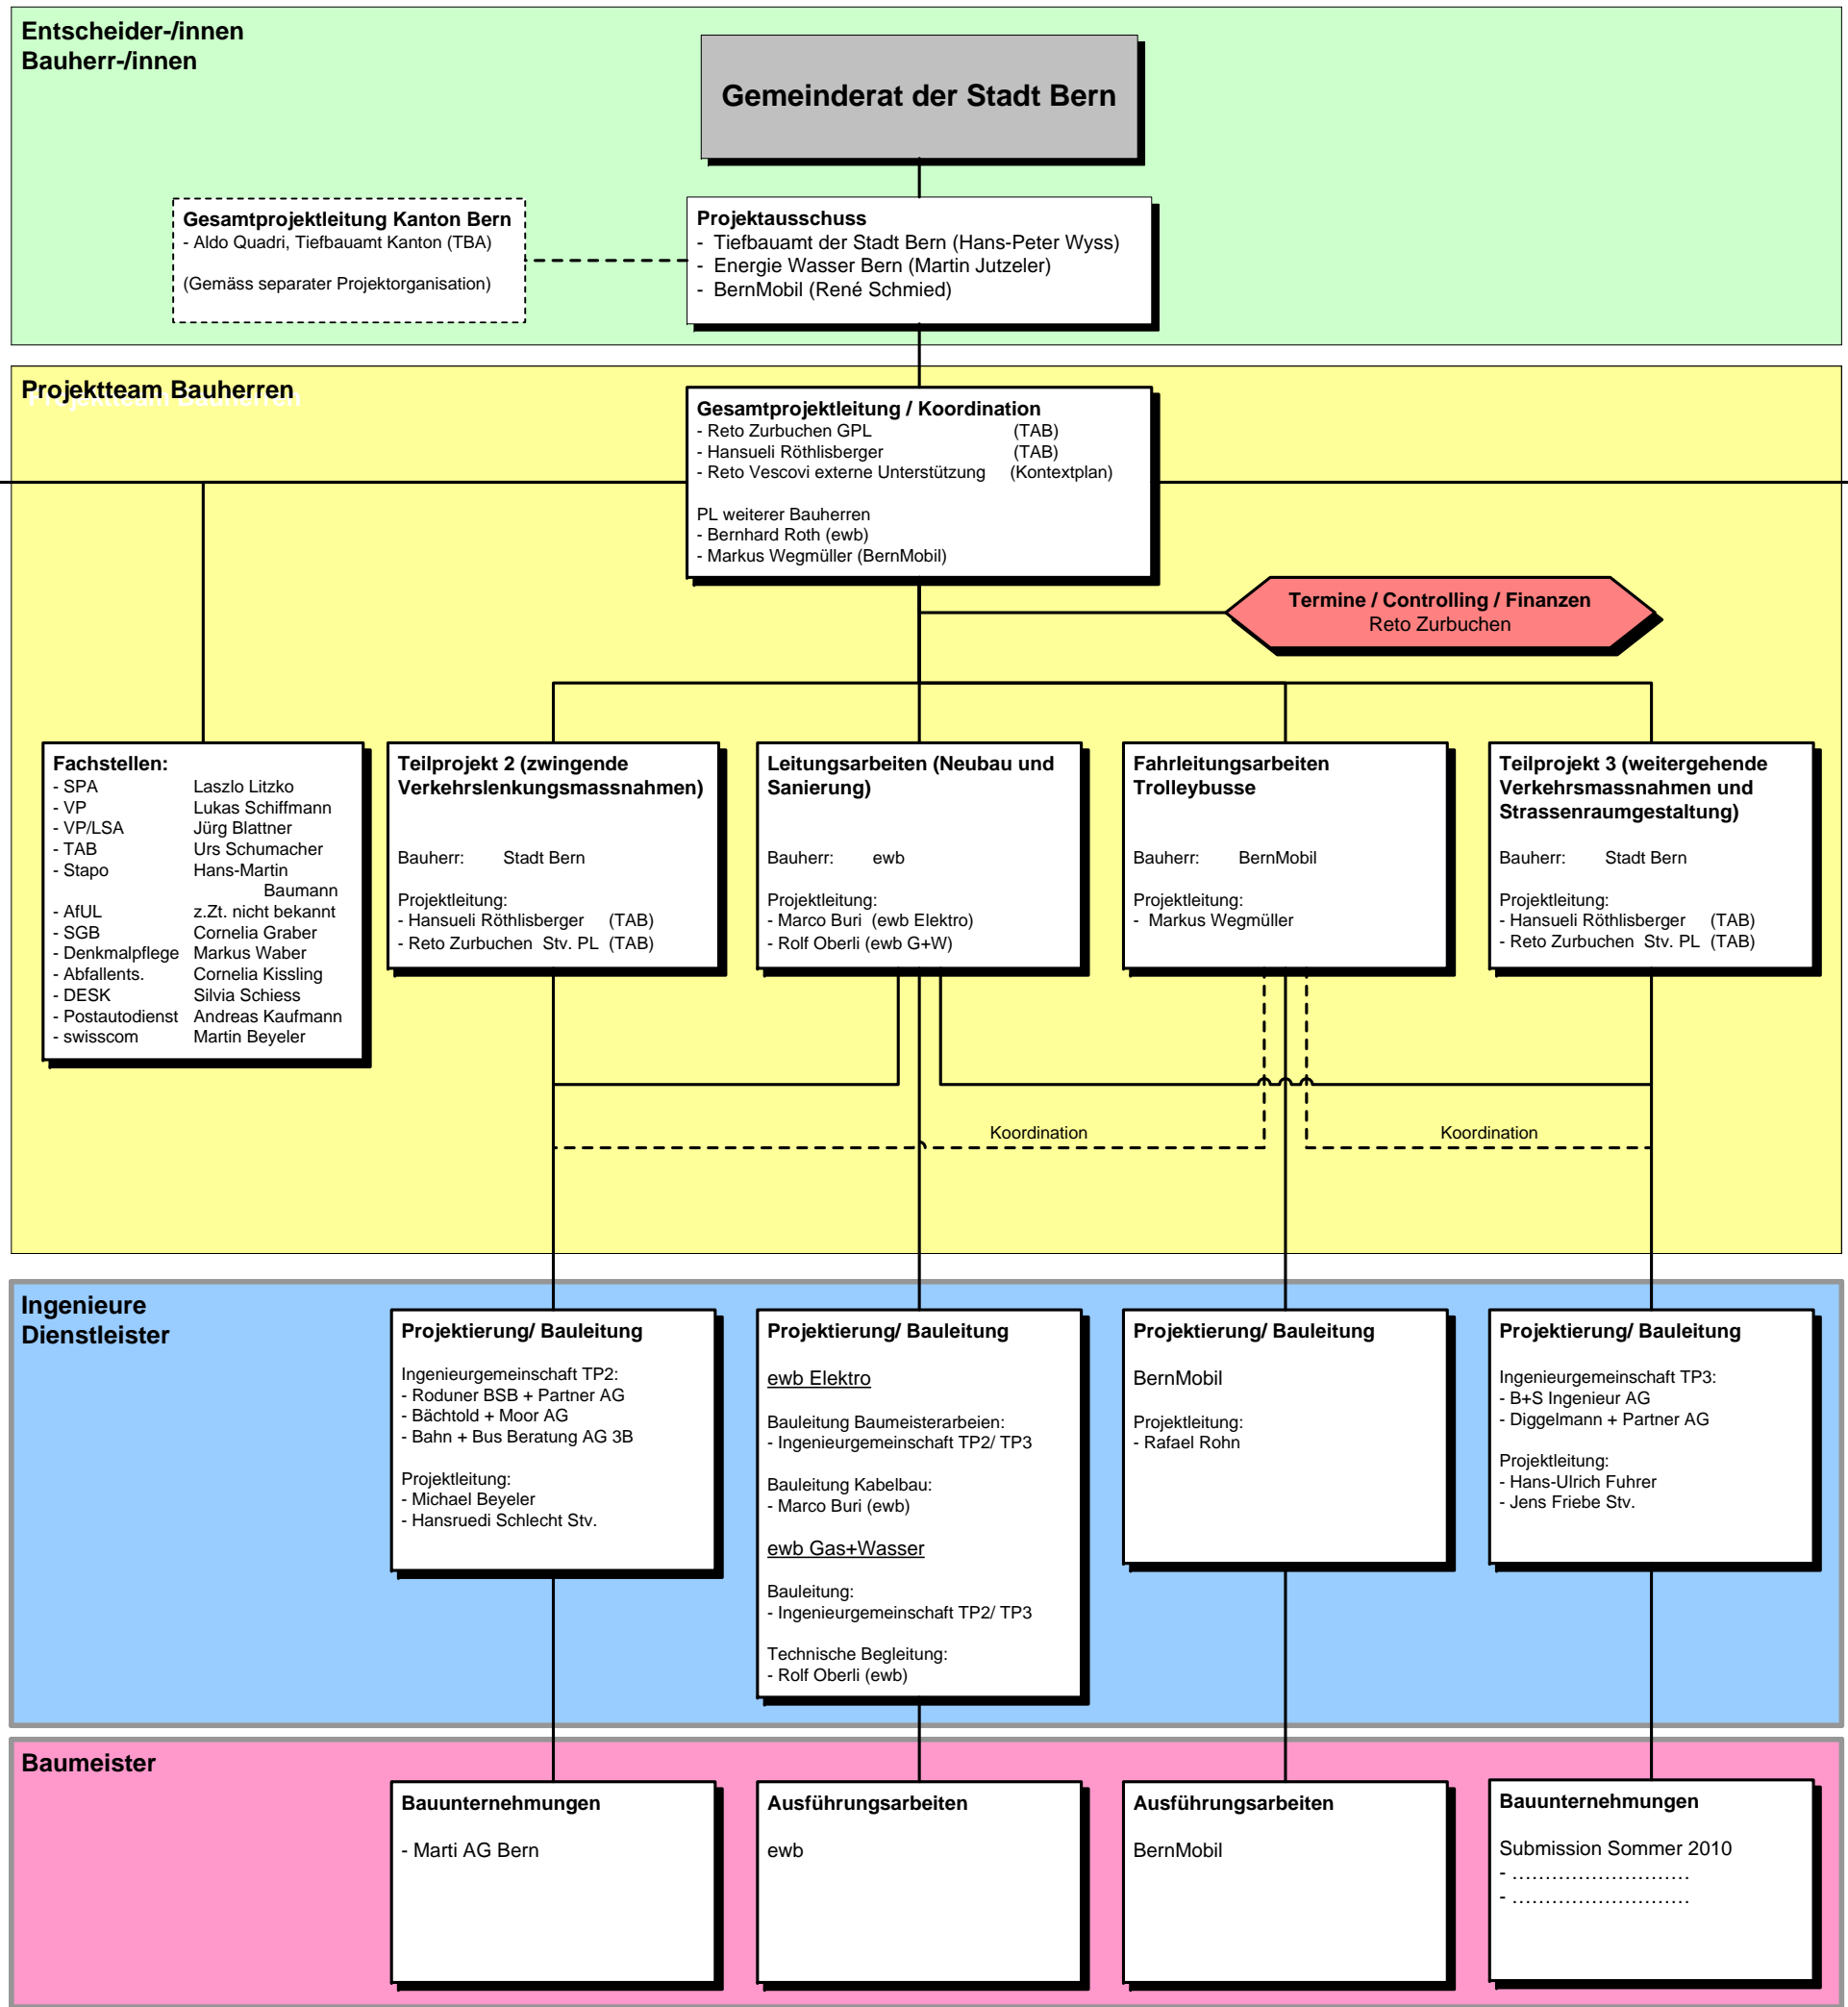 Entscheider-/innen
Bauherr-/innen
Gemeinderat der Stadt Bern
Gesamtprojektleitung Kanton Bern
- Aldo Quadri, Tiefbauamt Kanton (TBA)
(Gemäss separater Projektorganisation)
Projektausschuss
- Tiefbauamt der Stadt Bern (Hans-Peter Wyss)
- Energie Wasser Bern (Martin Jutzeler)
- BernMobil (René Schmied)
Projektteam Bauherren
Projektteam Bauherren
Gesamtprojektleitung / Koordination
- Reto Zurbuchen GPL (TAB)
- Hansueli Röthlisberger (TAB)
- Reto Vescovi externe Unterstützung (Kontextplan)
PL weiterer Bauherren
- Bernhard Roth (ewb)
- Markus Wegmüller (BernMobil)
Termine / Controlling / Finanzen
Reto Zurbuchen
Fachstellen:
- SPA Laszlo Litzko
- VP Lukas Schiffmann
- VP/LSA Jürg Blattner
- TAB Urs Schumacher
- Stapo Hans-Martin
Baumann
- AfUL z.Zt. nicht bekannt
- SGB Cornelia Graber
- Denkmalpflege Markus Waber
- Abfallents. Cornelia Kissling
- DESK Silvia Schiess
- Postautodienst Andreas Kaufmann
- swisscom Martin Beyeler
Teilprojekt 2 (zwingende
Verkehrslenkungsmassnahmen)
Bauherr: Stadt Bern
Projektleitung:
- Hansueli Röthlisberger (TAB)
- Reto Zurbuchen Stv. PL (TAB)
Leitungsarbeiten (Neubau und
Sanierung)
Bauherr: ewb
Projektleitung:
- Marco Buri (ewb Elektro)
- Rolf Oberli (ewb G+W)
Fahrleitungsarbeiten
Trolleybusse
Bauherr: BernMobil
Projektleitung:
- Markus Wegmüller
Teilprojekt 3 (weitergehende
Verkehrsmassnahmen und
Strassenraumgestaltung)
Bauherr: Stadt Bern
Projektleitung:
- Hansueli Röthlisberger (TAB)
- Reto Zurbuchen Stv. PL (TAB)
Koordination
Koordination
Ingenieure
Dienstleister
Projektierung/ Bauleitung
Ingenieurgemeinschaft TP2:
- Roduner BSB + Partner AG
- Bächtold + Moor AG
- Bahn + Bus Beratung AG 3B
Projektleitung:
- Michael Beyeler
- Hansruedi Schlecht Stv.
Projektierung/ Bauleitung
ewb Elektro
Bauleitung Baumeisterarbeien:
- Ingenieurgemeinschaft TP2/ TP3
Bauleitung Kabelbau:
- Marco Buri (ewb)
ewb Gas+Wasser
Bauleitung:
- Ingenieurgemeinschaft TP2/ TP3
Technische Begleitung:
- Rolf Oberli (ewb)
Projektierung/ Bauleitung
BernMobil
Projektleitung:
- Rafael Rohn
Projektierung/ Bauleitung
Ingenieurgemeinschaft TP3:
- B+S Ingenieur AG
- Diggelmann + Partner AG
Projektleitung:
- Hans-Ulrich Fuhrer
- Jens Friebe Stv.
Baumeister
Bauunternehmungen
- Marti AG Bern
Ausführungsarbeiten
ewb
Ausführungsarbeiten
BernMobil
Bauunternehmungen
Submission Sommer 2010
- ...........................
- ...........................